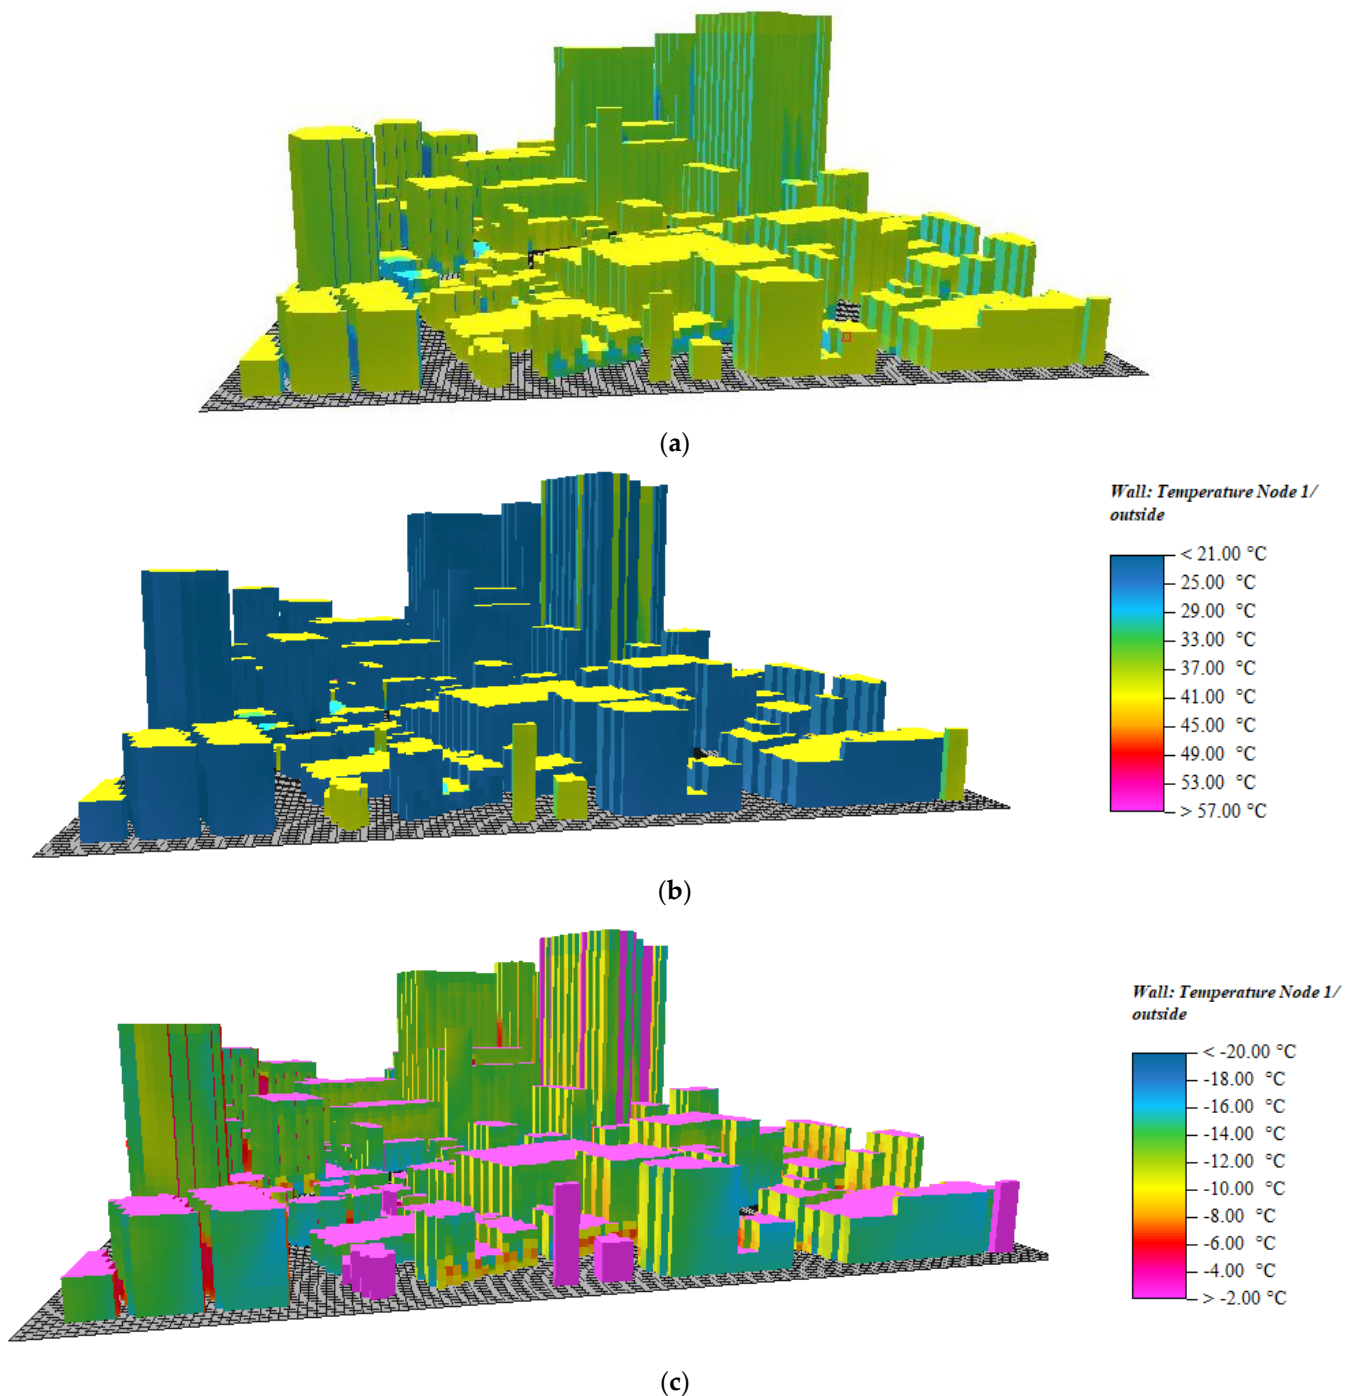 (a)
Wall: Temperature Node 1/
outside
< 21.00 °C
25.00 °C
29.00 °C
33.00 °C
37.00 °C
41.00 °C
45.00 °C
49.00 °C
53.00 °C
> 57.00 °C
(b)
Wall: Temperature Node 1/
outside
< -20.00 °C
-18.00 °C
-16.00 °C
-14.00 °C
-12.00 °C
-10.00 °C
-8.00 °C
-6.00 °C
-4.00 °C
> -2.00 °C
(c)